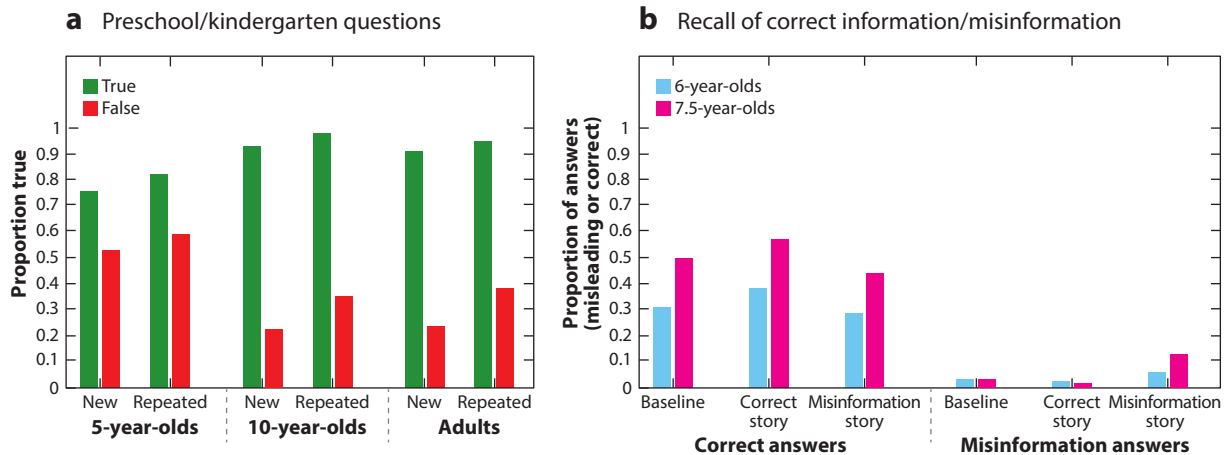 a Preschool/kindergarten questions
True
False
Proportion true
1
0.9
0.8
0.7
0.6
0.5
0.4
0.3
0.2
0.1
0
New Repeated New Repeated New Repeated
5-year-olds 10-year-olds Adults
b Recall of correct information/misinformation
6-year-olds
7.5-year-olds
Proportion of answers
(misleading or correct)
1
0.9
0.8
0.7
0.6
0.5
0.4
0.3
0.2
0.1
0
Baseline Correct Misinformation Baseline Correct Misinformation
story story story story
Correct answers Misinformation answers